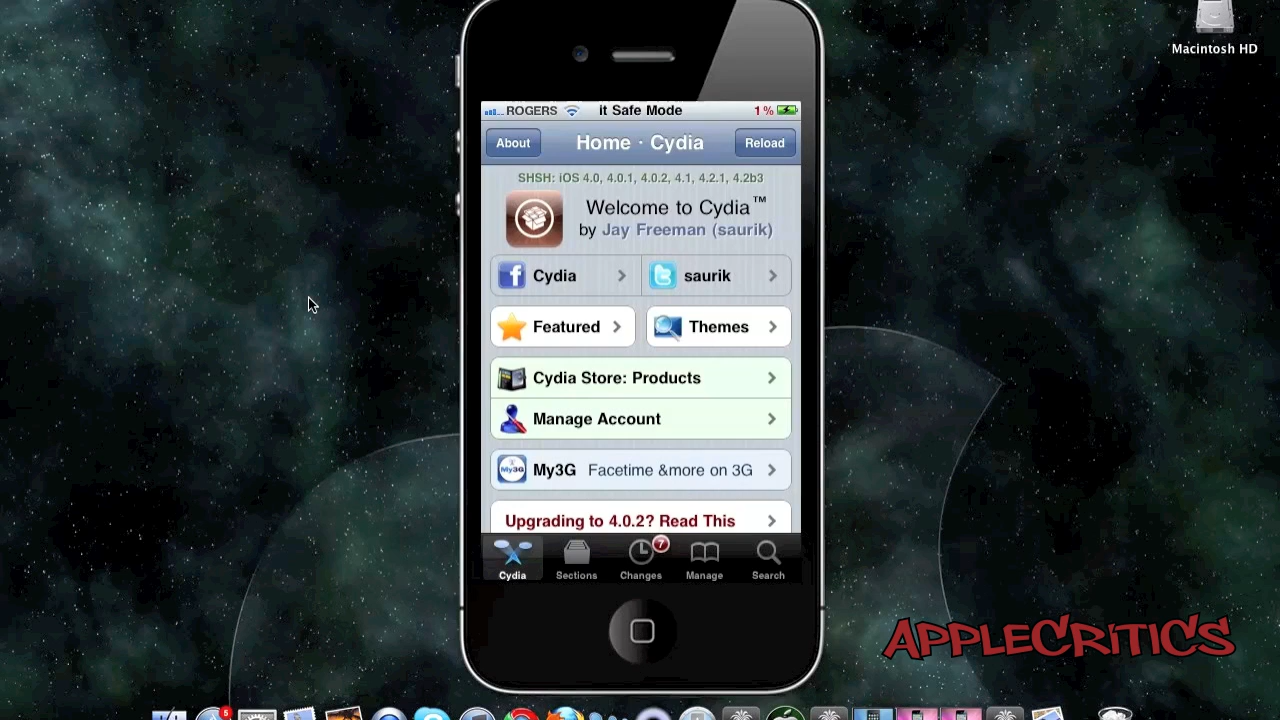 Macintosh HD
ROGERS it Safe Mode 1%
About Home · Cydia Reload
SHSH: iOS 4.0, 4.0.1, 4.0.2, 4.1, 4.2.1, 4.2b3
Welcome to Cydia™
by Jay Freeman (saurik)
Cydia saurik
Featured Themes
Cydia Store: Products
Manage Account
My3G My3G Facetime &more on 3G
Upgrading to 4.0.2? Read This
7
Cydia Sections Changes Manage Search
APPLECRITICS
5